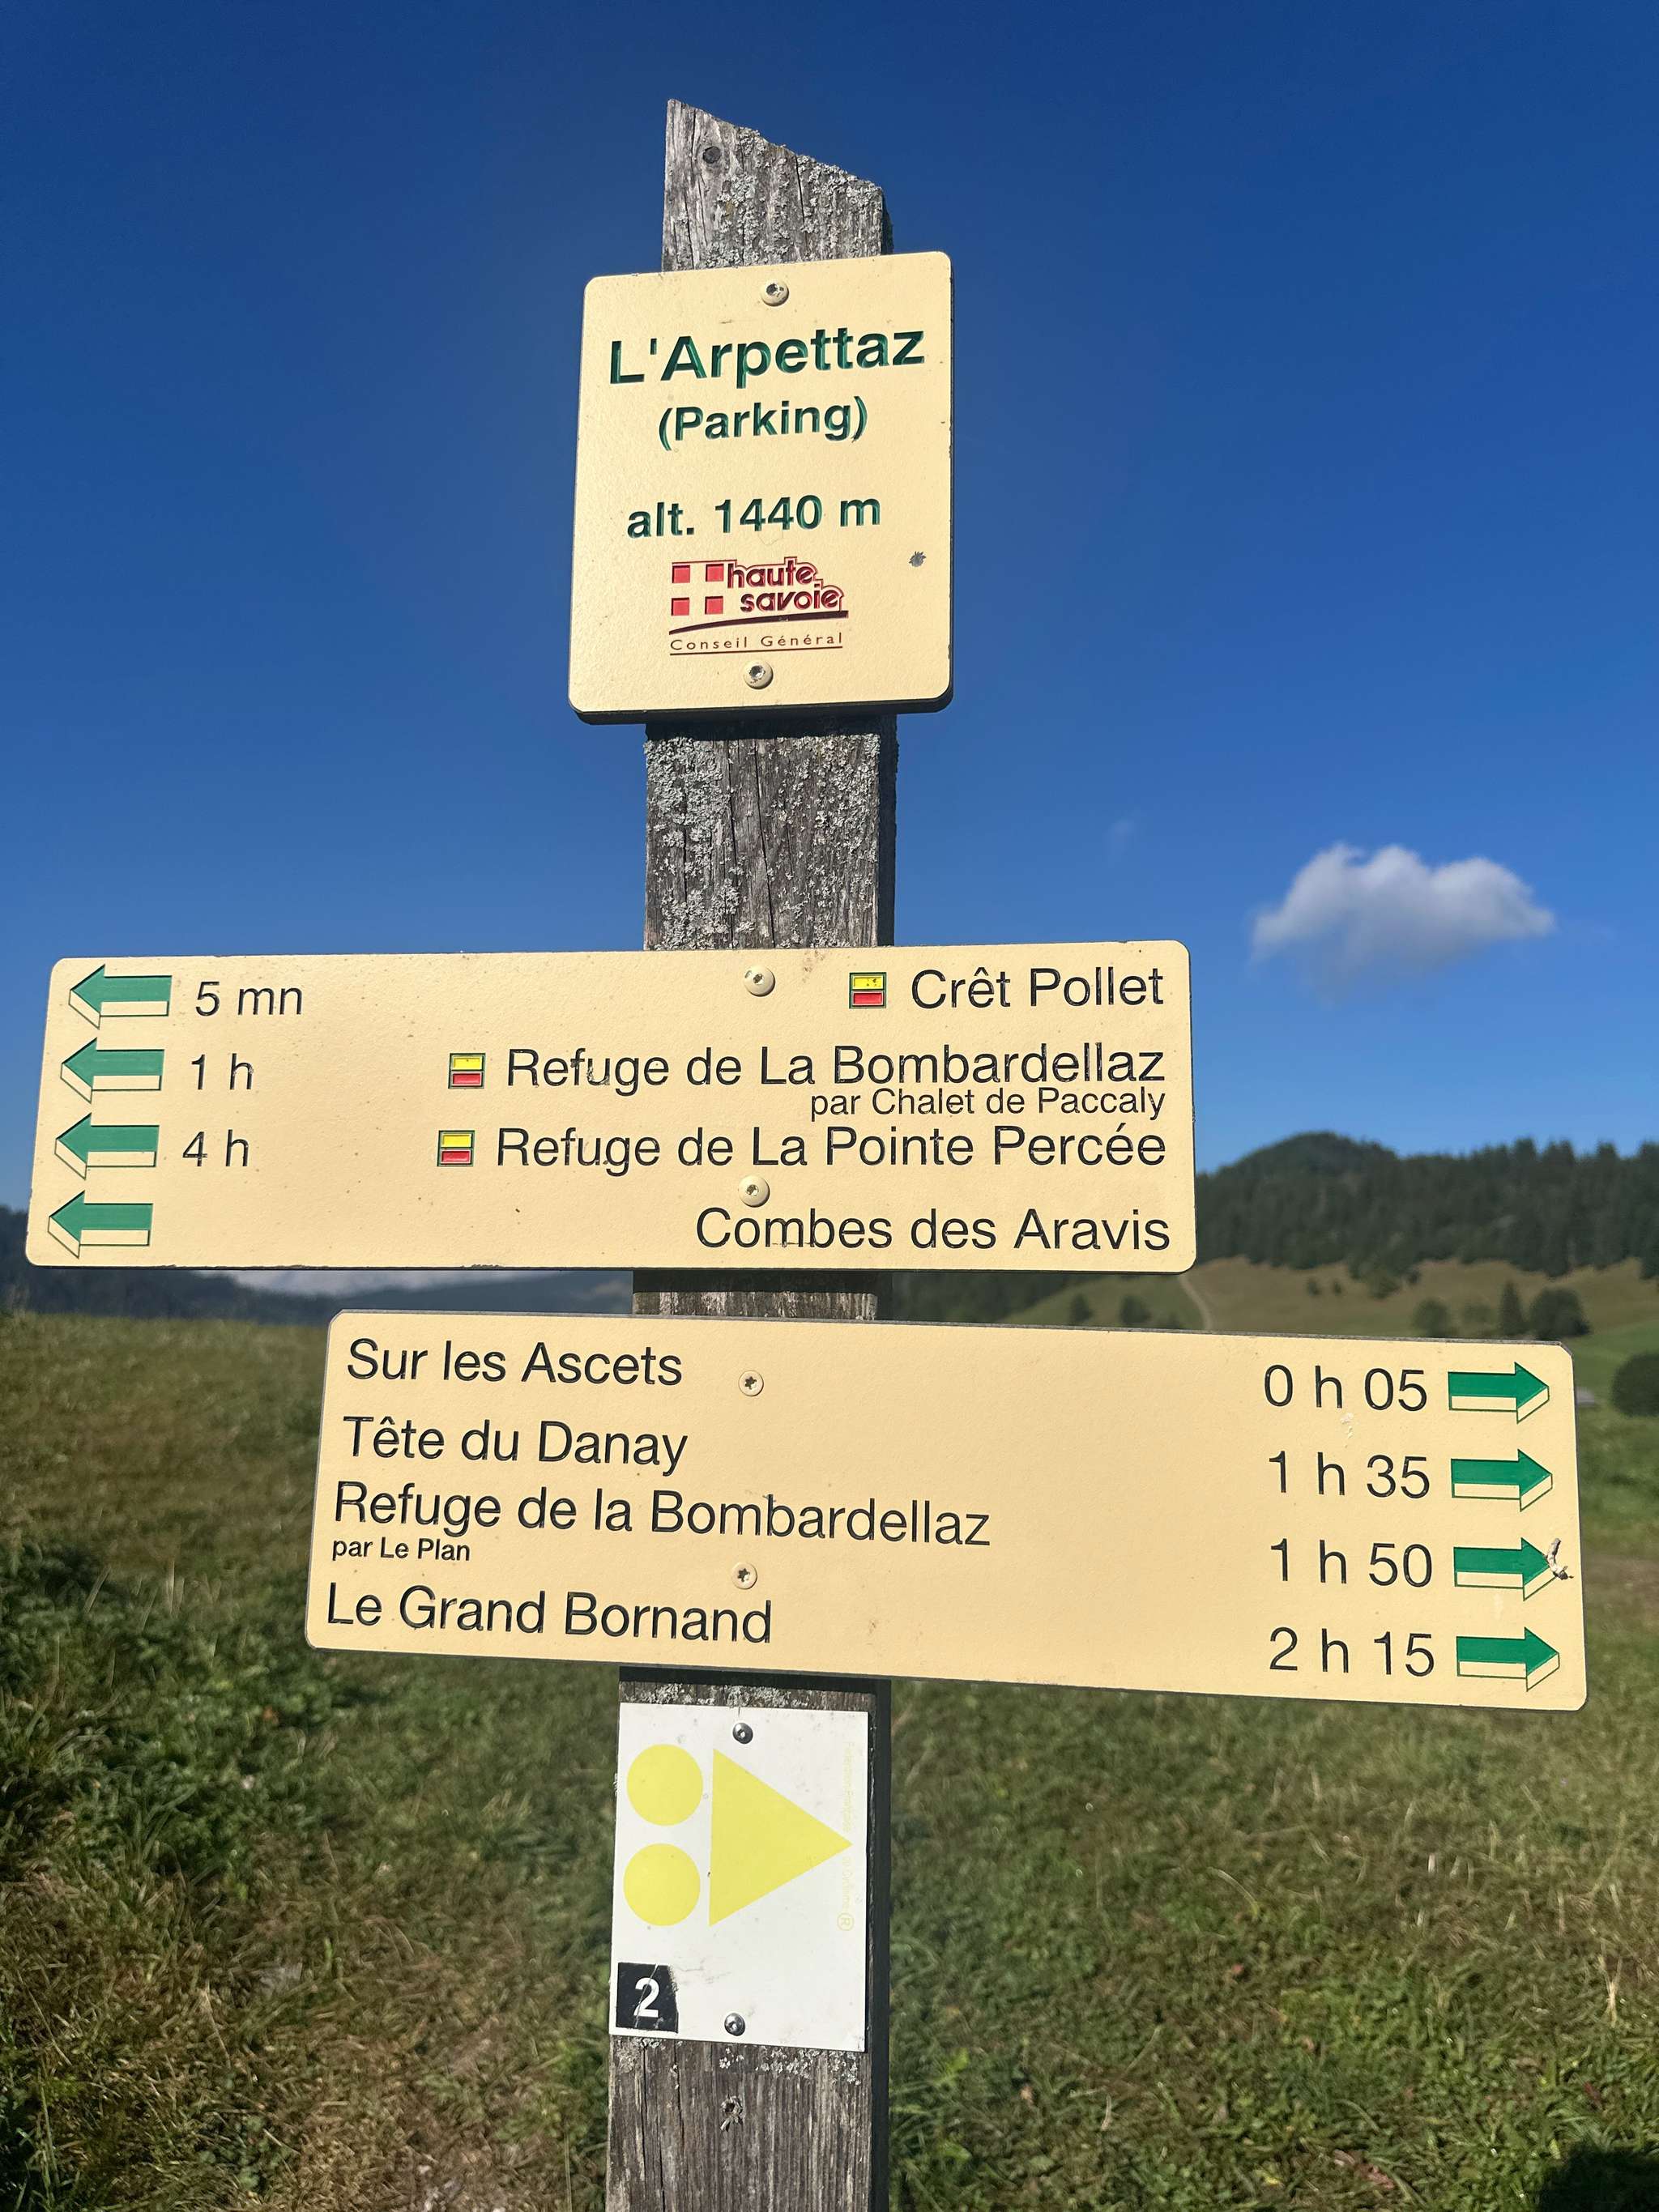 L'Arpettaz
(Parking)
alt. 1440 m
haute
savoie
Conseil Général
5 mn Crêt Pollet
1 h Refuge de La Bombardellaz
par Chalet de Paccaly
4 h Refuge de La Pointe Percée
Combes des Aravis
Sur les Ascets 0 h 05
Tête du Danay 1 h 35
Refuge de la Bombardellaz 1 h 50
par Le Plan
Le Grand Bornand 2 h 15
2